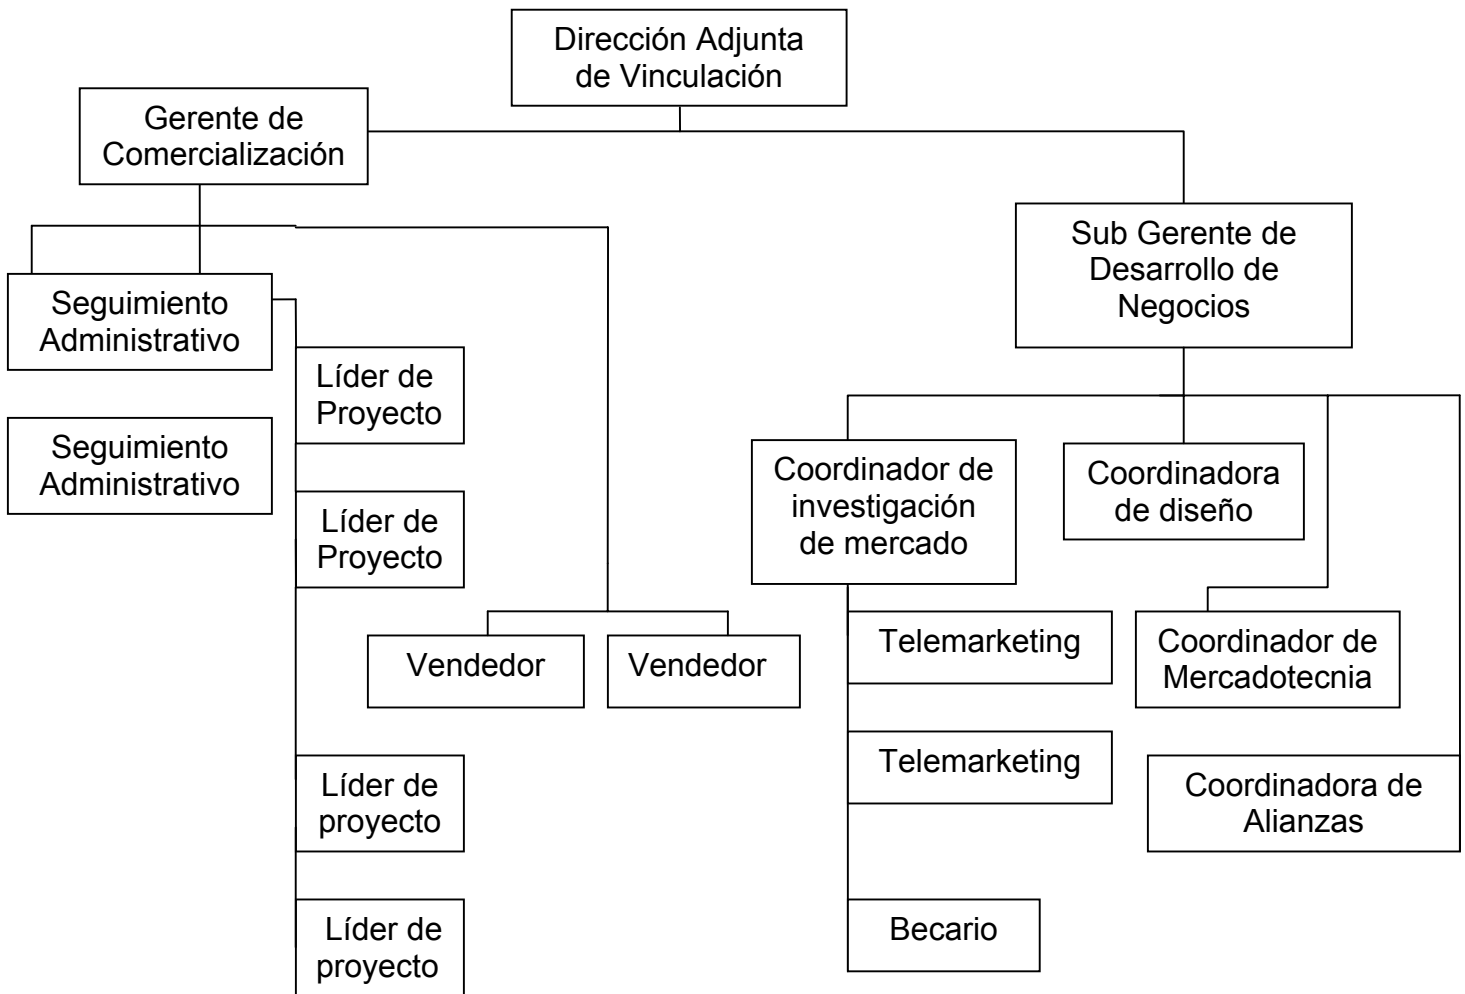 Dirección Adjunta
de Vinculación
Gerente de
Comercialización
Sub Gerente de
Desarrollo de
Negocios
Seguimiento
Administrativo
Líder de
Proyecto
Seguimiento
Administrativo
Líder de
Proyecto
Coordinador de
investigación
de mercado
Coordinadora
de diseño
Vendedor
Vendedor
Telemarketing
Coordinador de
Mercadotecnia
Telemarketing
Coordinadora de
Alianzas
Líder de
proyecto
Líder de
proyecto
Becario